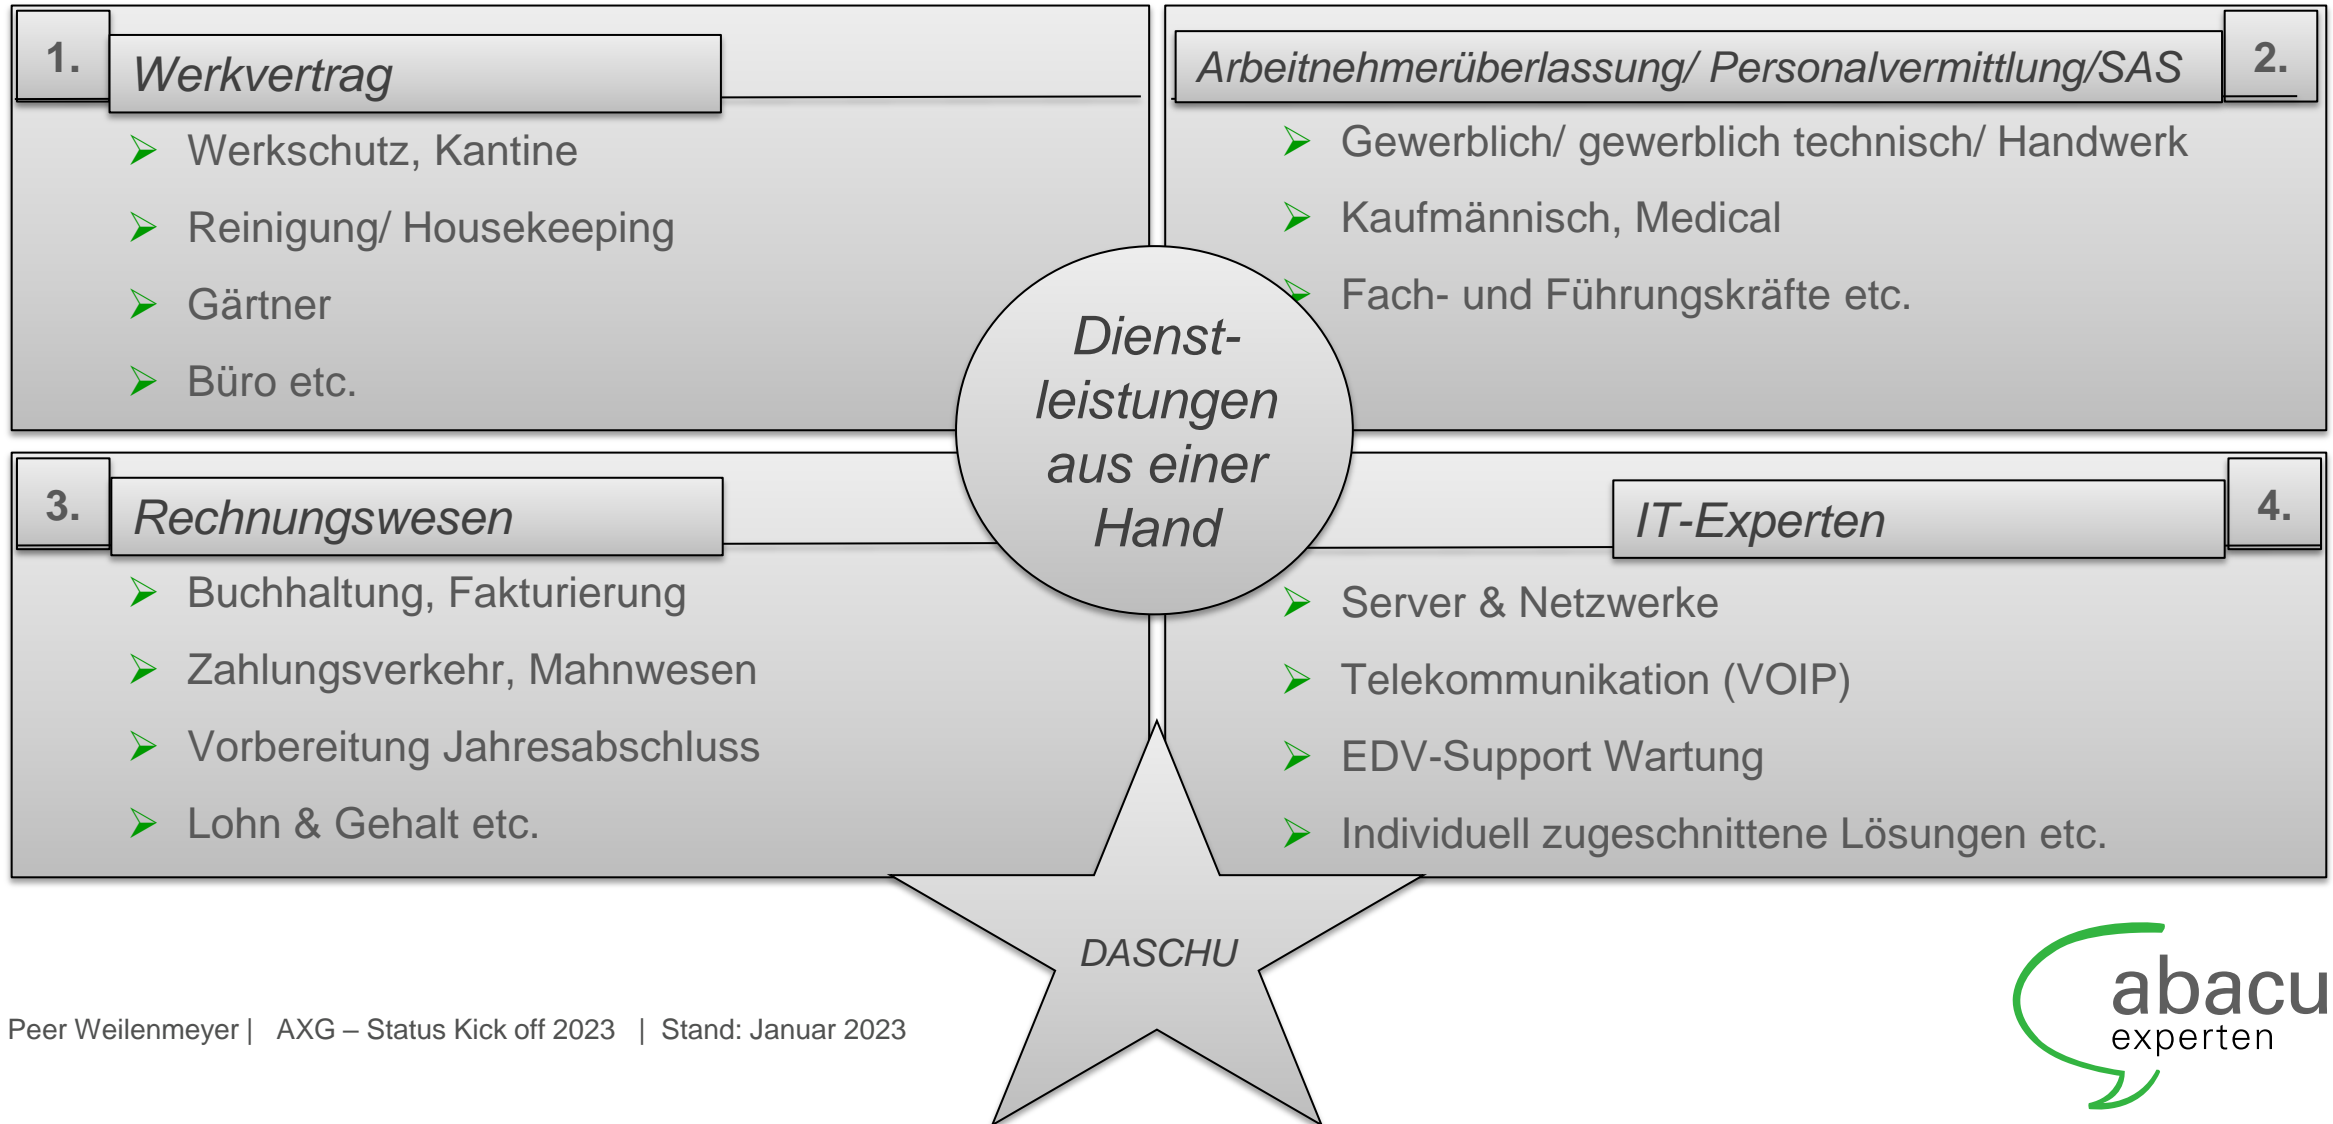 1.
Werkvertrag
Werkschutz, Kantine
Reinigung/ Housekeeping
Gärtner
Büro etc.
Arbeitnehmerüberlassung/ Personalvermittlung/SAS
2.
Gewerblich/ gewerblich technisch/ Handwerk
Kaufmännisch, Medical
Fach- und Führungskräfte etc.
Dienst-
leistungen
aus einer
Hand
3.
Rechnungswesen
Buchhaltung, Fakturierung
Zahlungsverkehr, Mahnwesen
Vorbereitung Jahresabschluss
Lohn & Gehalt etc.
IT-Experten
4.
Server & Netzwerke
Telekommunikation (VOIP)
EDV-Support Wartung
Individuell zugeschnittene Lösungen etc.
DASCHU
Peer Weilenmeyer | AXG – Status Kick off 2023 | Stand: Januar 2023
abacu
experten